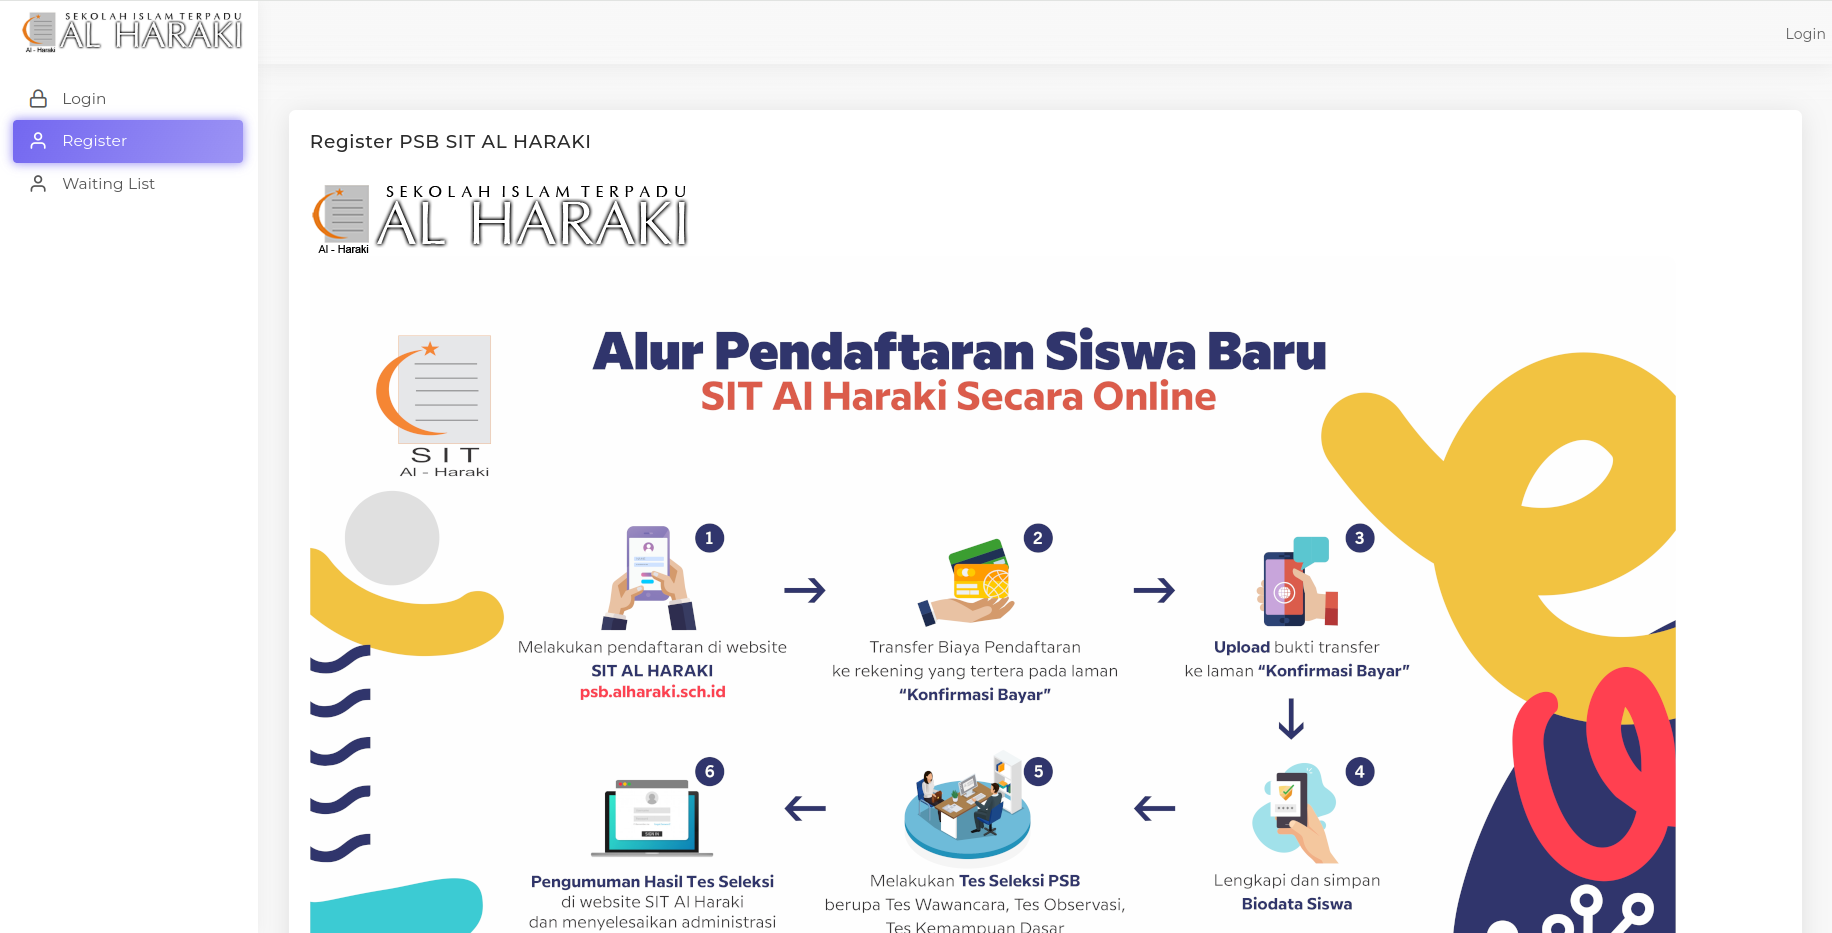 SEKOLAH ISLAM TERPADU
AL HARAKI
Al - Haraki
Login
Login
Register
Waiting List
Register PSB SIT AL HARAKI
SEKOLAH ISLAM TERPADU
AL HARAKI
Al - Haraki
Alur Pendaftaran Siswa Baru
SIT Al Haraki Secara Online
SIT
Al - Haraki
1
Melakukan pendaftaran di website
SIT AL HARAKI
psb.alharaki.sch.id
2
Transfer Biaya Pendaftaran
ke rekening yang tertera pada laman
“Konfirmasi Bayar”
3
Upload bukti transfer
ke laman “Konfirmasi Bayar”
4
Lengkapi dan simpan
Biodata Siswa
5
Melakukan Tes Seleksi PSB
berupa Tes Wawancara, Tes Observasi,
Tes Kemampuan Dasar
6
SIGN IN
Pengumuman Hasil Tes Seleksi
di website SIT Al Haraki
dan menyelesaikan administrasi